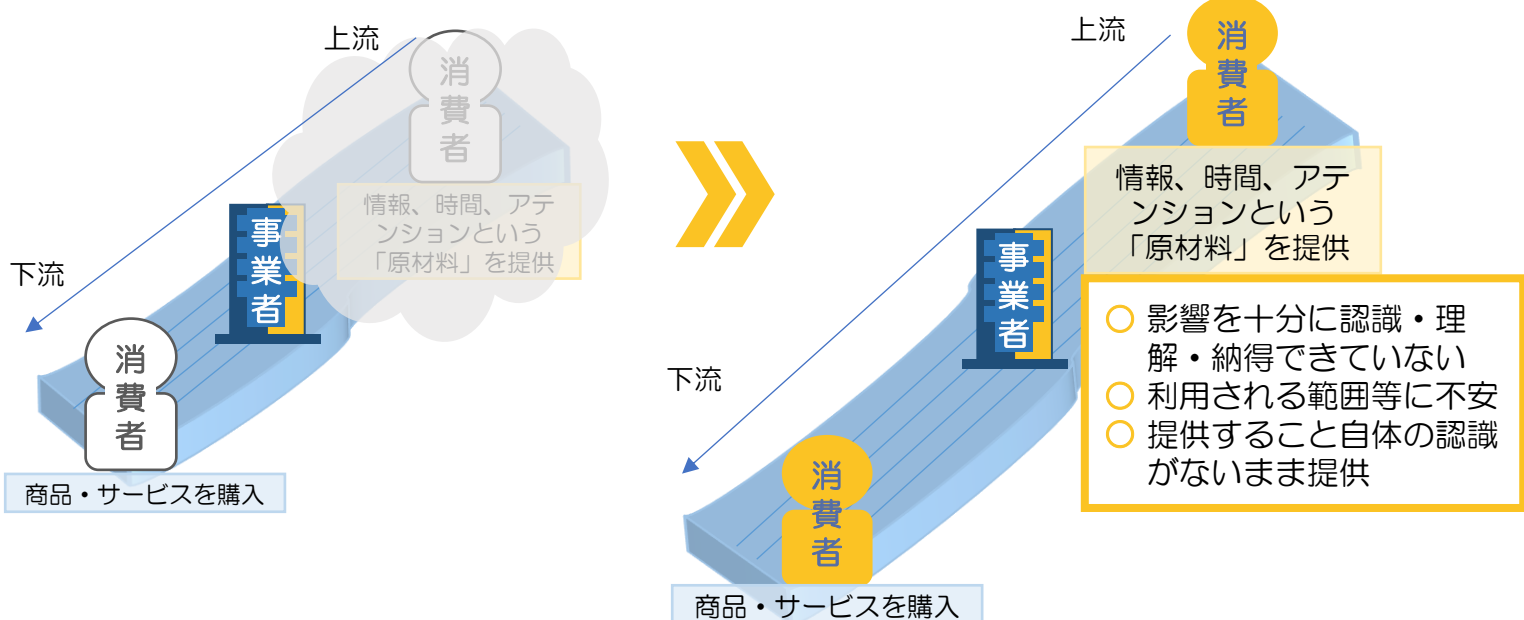 上流
消費者
情報、時間、アテ
ンションという
「原材料」を提供
事業者
下流
消費者
商品・サービスを購入
上流
消費者
情報、時間、アテ
ンションという
「原材料」を提供
事業者
○ 影響を十分に認識・理
解・納得できていない
○ 利用される範囲等に不安
○ 提供すること自体の認識
がないまま提供
下流
消費者
商品・サービスを購入